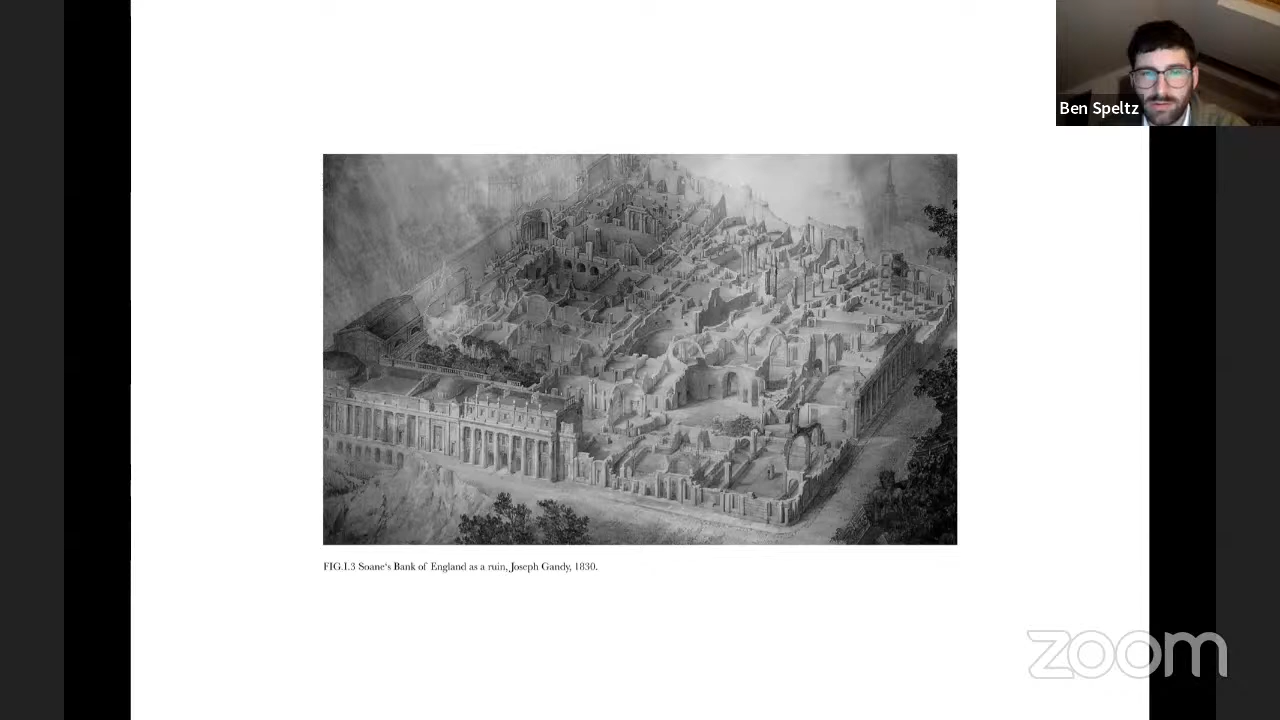 Ben Speltz
FIG.I.3 Soane's Bank of England as a ruin, Joseph Gandy, 1830.
zoom